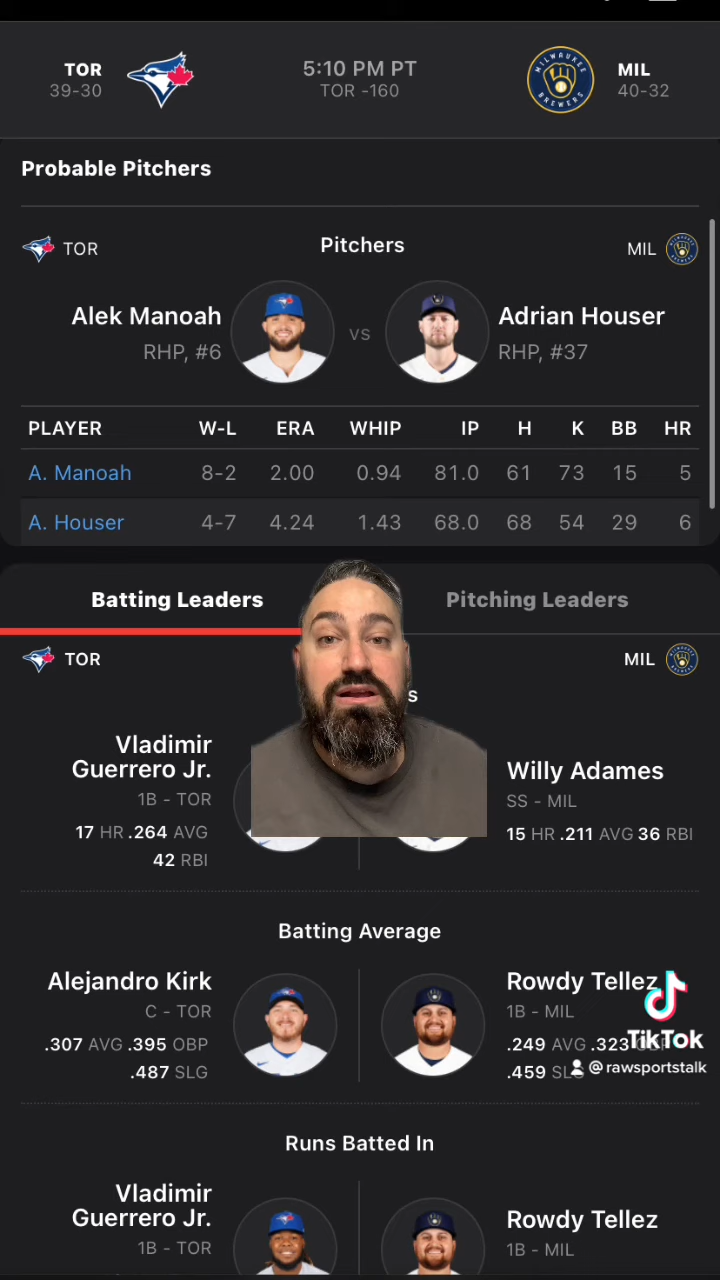 TOR
39-30
5:10 PM PT
TOR -160
MIL
40-32
Probable Pitchers
TOR
Pitchers
MIL
Alek Manoah
RHP, #6
VS
Adrian Houser
RHP, #37
PLAYER W-L ERA WHIP IP H K BB HR
A. Manoah 8-2 2.00 0.94 81.0 61 73 15 5
A. Houser 4-7 4.24 1.43 68.0 68 54 29 6
Batting Leaders
Pitching Leaders
TOR
MIL
Vladimir
Guerrero Jr.
1B - TOR
17 HR .264 AVG
42 RBI
Willy Adames
SS - MIL
15 HR .211 AVG 36 RBI
Batting Average
Alejandro Kirk
C - TOR
.307 AVG .395 OBP
.487 SLG
Rowdy Tellez
1B - MIL
.249 AVG .323
.459 SLG
TikTok
@rawsportstalk
Runs Batted In
Vladimir
Guerrero Jr.
1B - TOR
Rowdy Tellez
1B - MIL